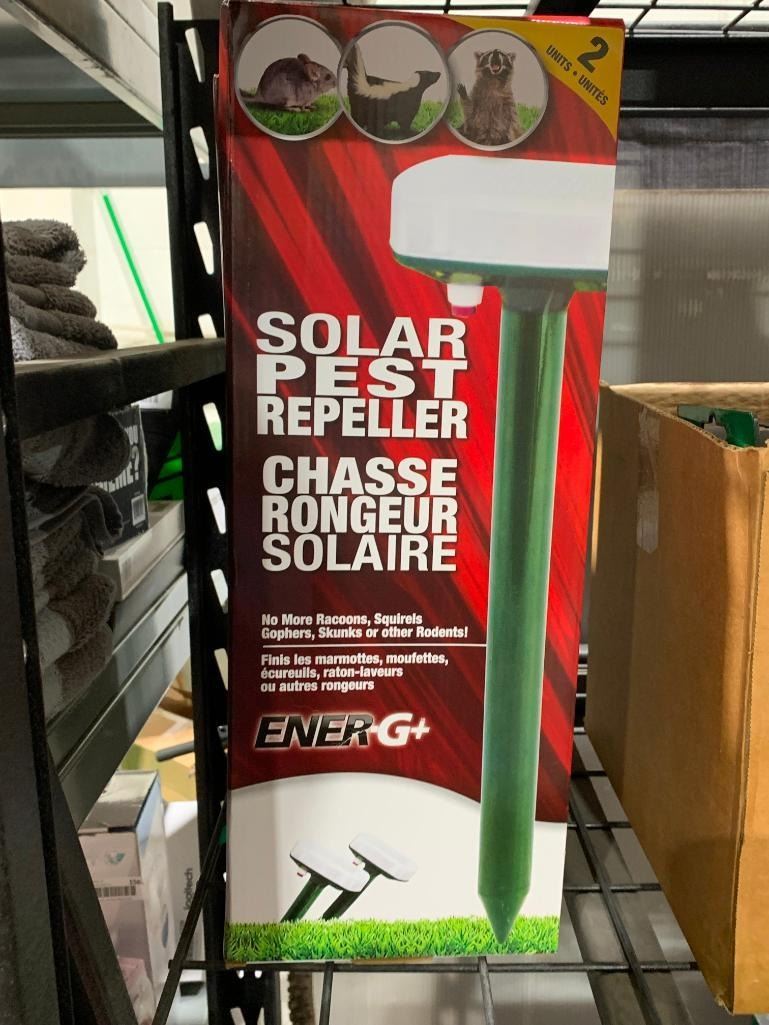 2
UNITS • UNITÉS
SOLAR
PEST
REPELLER
CHASSE
RONGEUR
SOLAIRE
No More Racoons, Squirels
Gophers, Skunks or other Rodents!
Finis les marmottes, moufettes,
écureuils, raton-laveurs
ou autres rongeurs
ENER-G+